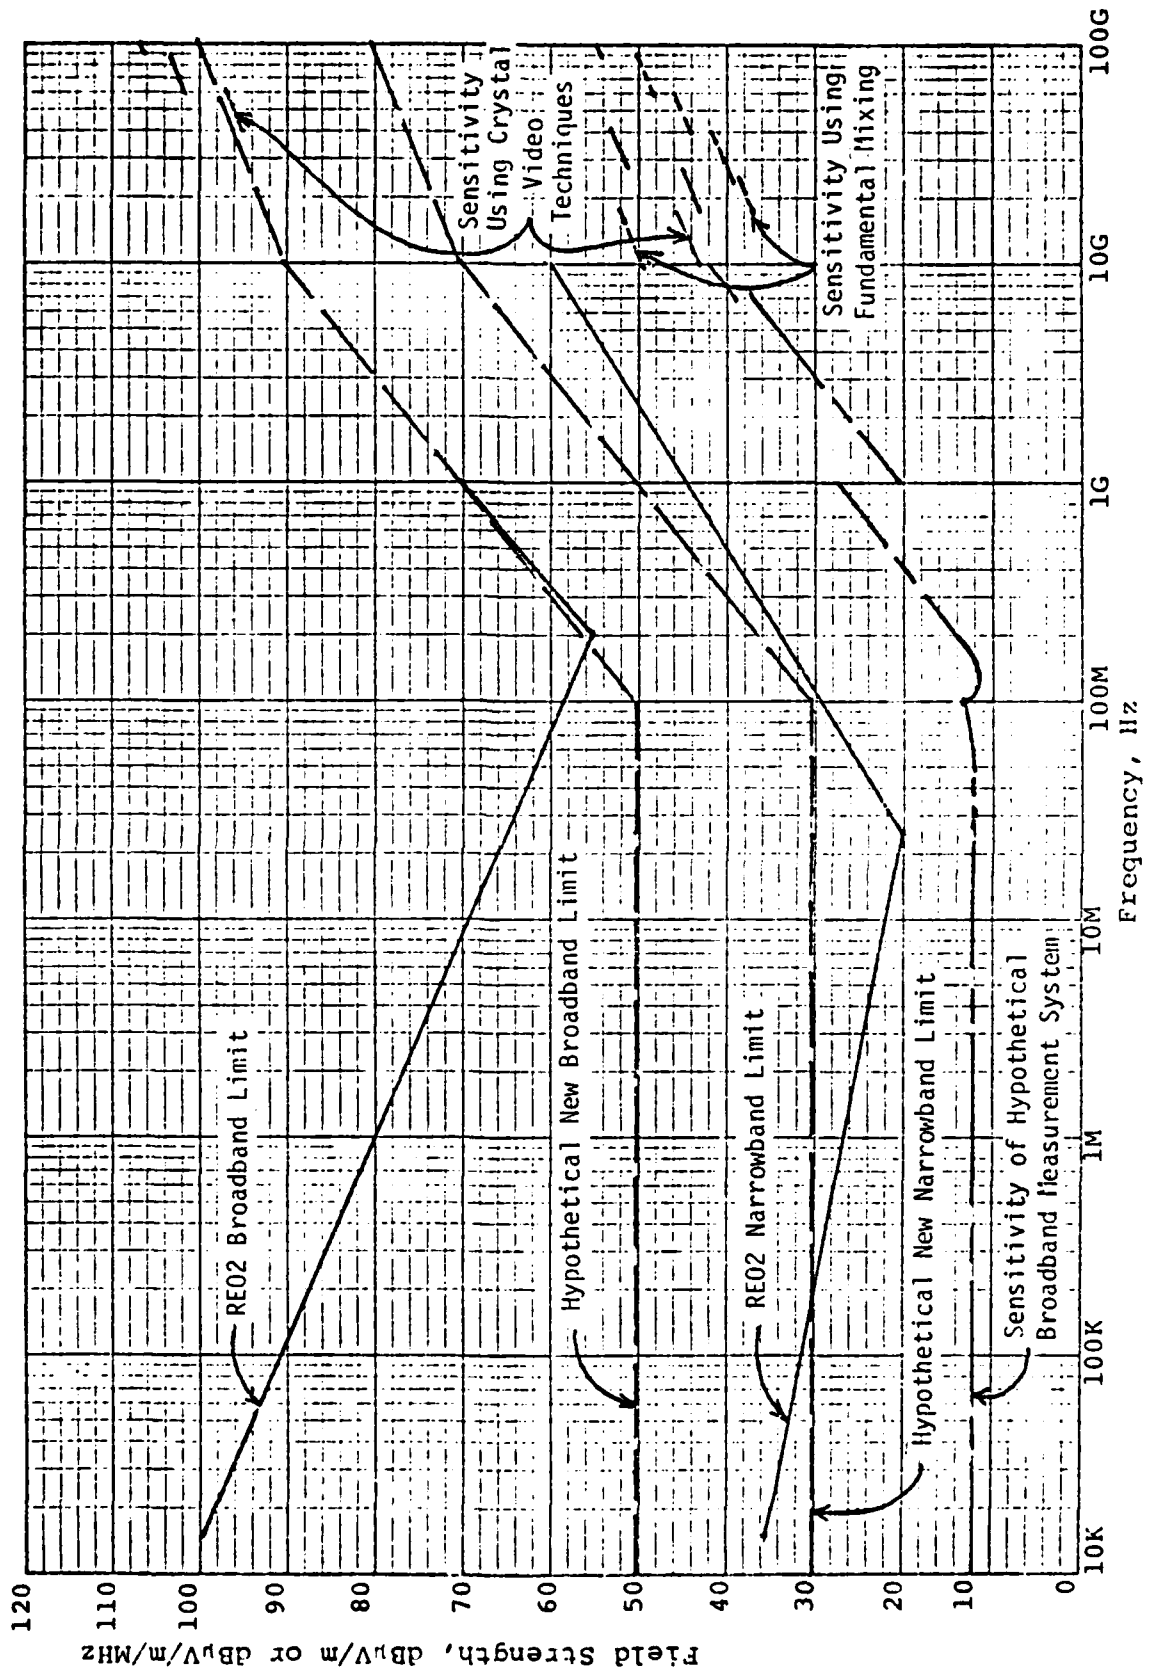 Field Strength, dBµV/m or dBµV/m/MHz
120
110
100
90
80
70
60
50
40
30
20
10
0
RE02 Broadband Limit
Hypothetical New Broadband Limit
RE02 Narrowband Limit
Hypothetical New Narrowband Limit
Sensitivity of Hypothetical
Broadband Measurement System
Sensitivity
Using Crystal
Video
Techniques
Sensitivity Using
Fundamental Mixing
10K
100K
1M
10M
100M
1G
10G
100G
Frequency, Hz